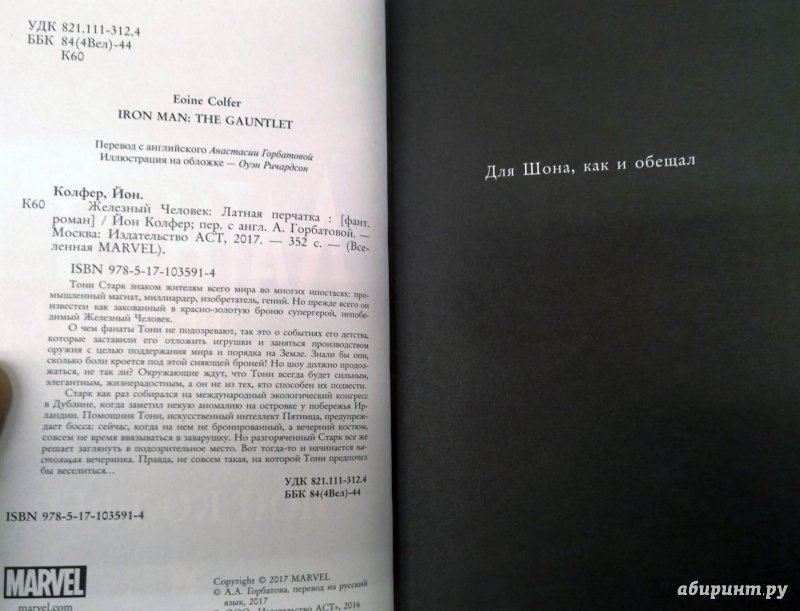 УДК 821.111-312.4
ББК 84(4Вел)-44
К60
Eoine Colfer
IRON MAN: THE GAUNTLET
Перевод с английского Анастасии Горбатовой
Иллюстрация на обложке — Оуэн Ричардсон
Колфер, Йон.
К60 Железный Человек: Латная перчатка : [фант.
роман] / Йон Колфер; пер. с англ. А. Горбатовой. —
Москва: Издательство АСТ, 2017. — 352 с. — (Все-
ленная MARVEL).
ISBN 978-5-17-103591-4
Тони Старк знаком жителям всего мира во многих ипостасях: про-
мышленный магнат, миллиардер, изобретатель, гений. Но прежде всего он
известен как закованный в красно-золотую броню супергерой, непобе-
димый Железный Человек.
О чем фанаты Тони не подозревают, так это о событиях его детства,
которые заставили его отложить игрушки и заняться производством
оружия с целью поддержания мира и порядка на Земле. Знали бы они,
сколько боли кроется под этой сияющей броней! Но шоу должно продол-
жаться, не так ли? Окружающие ждут, что Тони всегда будет сильным,
элегантным, жизнерадостным, а он не из тех, кто способен их подвести.
Старк как раз собирался на международный экологический конгресс
в Дублине, когда заметил некую аномалию на островке у побережья Ир-
ландии. Помощник Тони, искусственный интеллект Пятница, предупреж-
дает босса: сейчас, когда на нем не бронированный, а вечерний костюм,
совсем не время ввязываться в заварушку. Но разгоряченный Старк все же
решает заглянуть в подозрительное место. Вот тогда-то и начинается на-
стоящая вечеринка. Правда, не совсем такая, на которой Тони предпочел
бы веселиться...
УДК 821.111-312.4
ББК 84(4Вел)-44
ISBN 978-5-17-103591-4
MARVEL
marvel.com
Copyright © 2017 MARVEL
© А.А. Горбатова, перевод на русский
язык, 2017
© ООО «Издательство АСТ», 2016
Для Шона, как и обещал
абиринт.ру